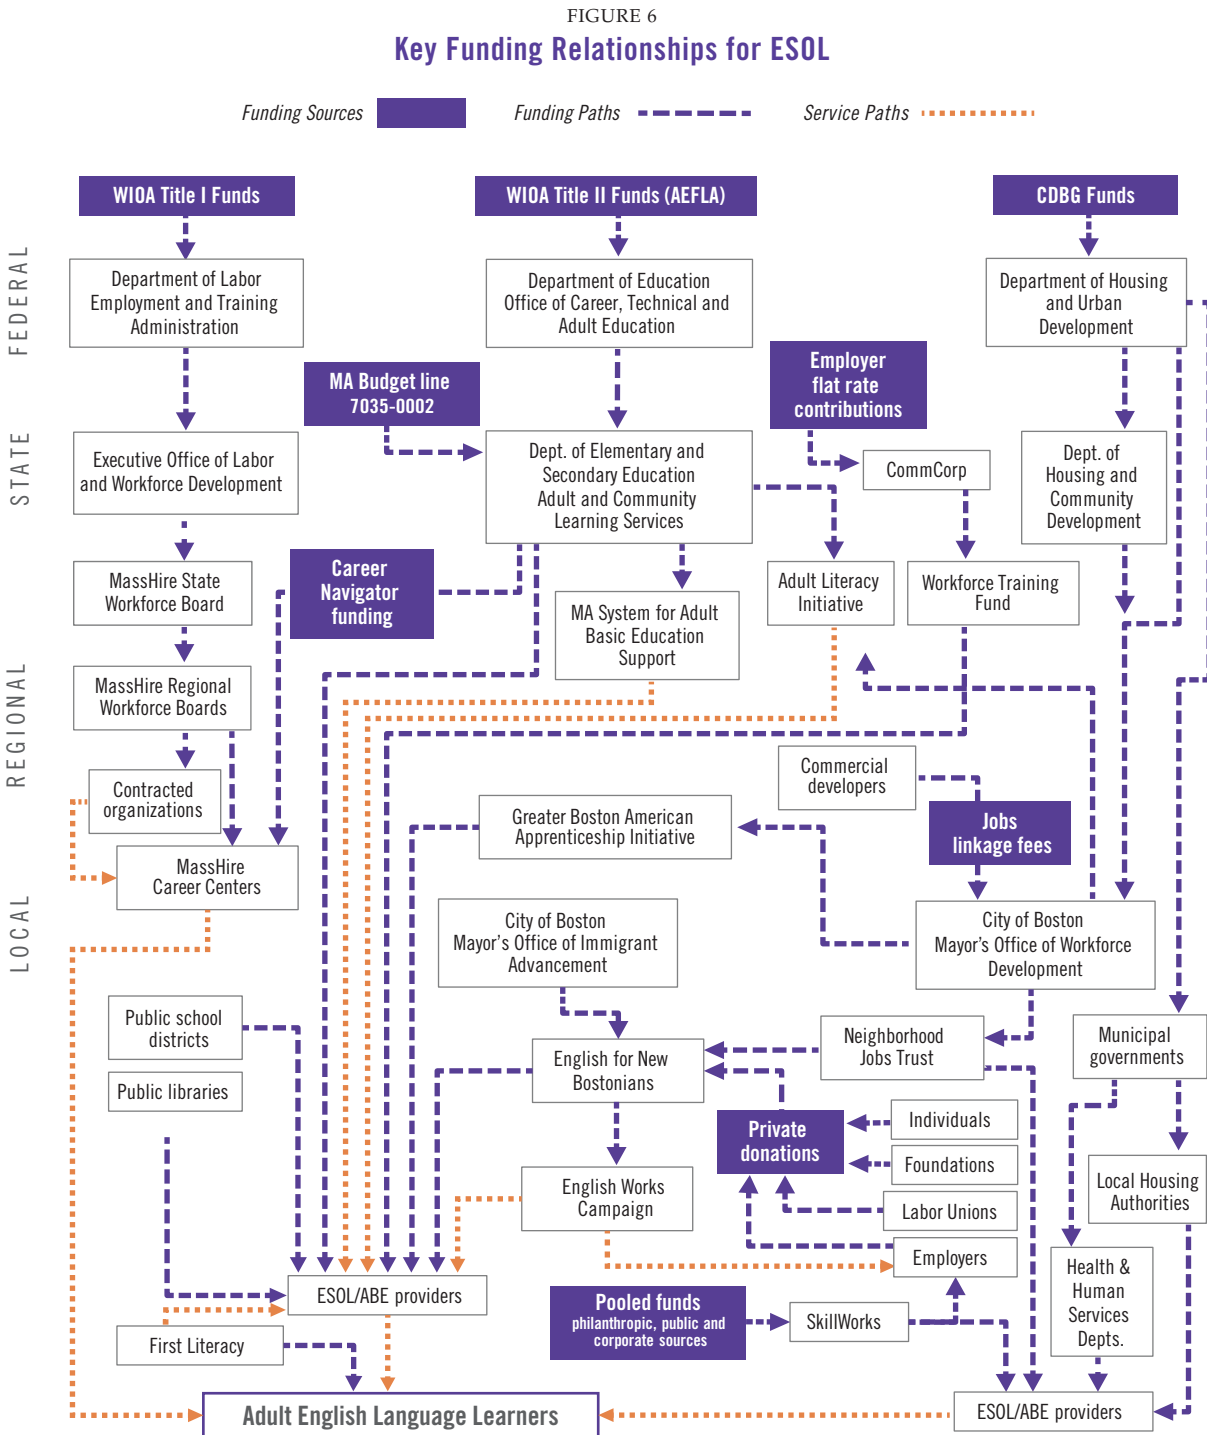 FIGURE 6
Key Funding Relationships for ESOL
Funding Sources
Funding Paths
Service Paths
FEDERAL
STATE
REGIONAL
LOCAL
WIOA Title I Funds
WIOA Title II Funds (AEFLA)
CDBG Funds
Department of Labor
Employment and Training
Administration
Department of Education
Office of Career, Technical and
Adult Education
Department of Housing
and Urban
Development
MA Budget line
7035-0002
Employer
flat rate
contributions
Executive Office of Labor
and Workforce Development
Dept. of Elementary and
Secondary Education
Adult and Community
Learning Services
CommCorp
Dept. of
Housing and
Community
Development
MassHire State
Workforce Board
Career
Navigator
funding
MA System for Adult
Basic Education
Support
Adult Literacy
Initiative
Workforce Training
Fund
MassHire Regional
Workforce Boards
Contracted
organizations
Commercial
developers
Greater Boston American
Apprenticeship Initiative
Jobs
linkage fees
MassHire
Career Centers
City of Boston
Mayor's Office of Immigrant
Advancement
City of Boston
Mayor's Office of Workforce
Development
Public school
districts
Public libraries
English for New
Bostonians
Neighborhood
Jobs Trust
Municipal
governments
Private
donations
Individuals
Foundations
Labor Unions
Employers
English Works
Campaign
Local Housing
Authorities
Health &
Human
Services
Depts.
ESOL/ABE providers
First Literacy
Pooled funds
philanthropic, public and
corporate sources
SkillWorks
Adult English Language Learners
ESOL/ABE providers